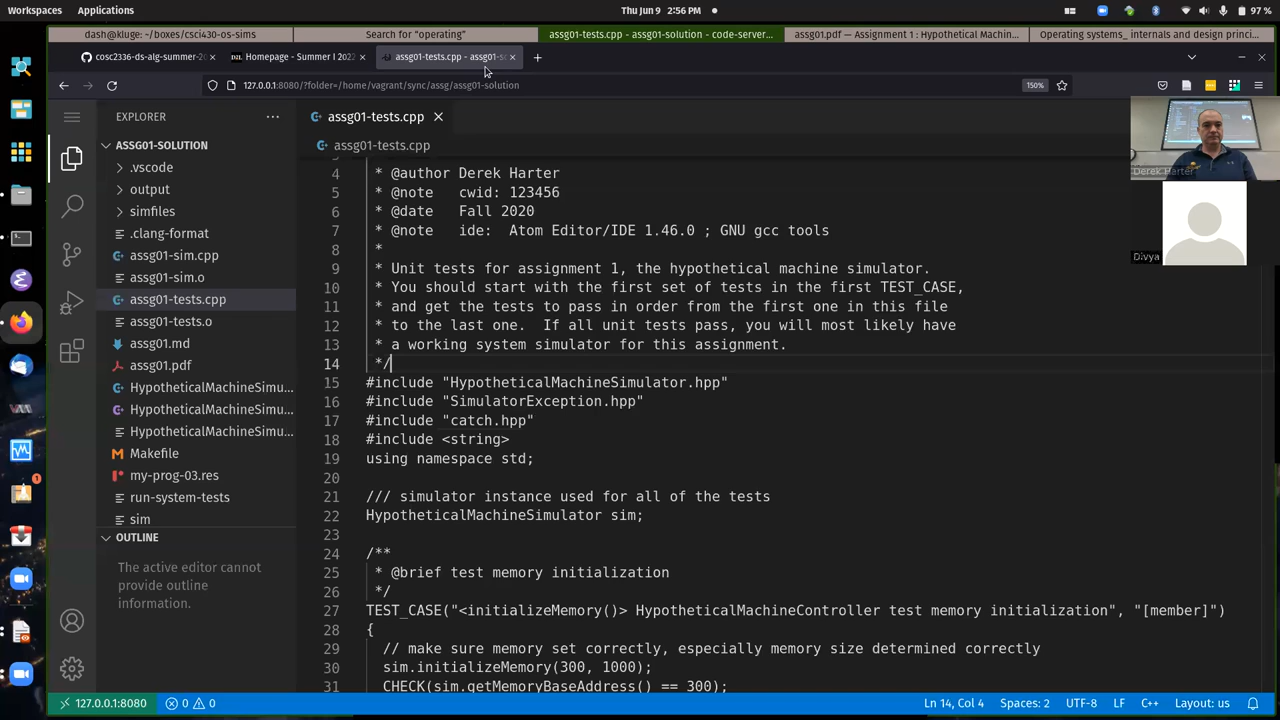 Workspaces
Applications
Thu Jun 9 2:56 PM
97 %
dash@kluge: ~/boxes/csci430-os-sims
Search for "operating"
assg01-tests.cpp - assg01-solution - code-server...
assg01.pdf — Assignment 1 : Hypothetical Machin...
Operating systems_ internals and design princi...
cosc2336-ds-alg-summer-2
Homepage - Summer I 2022
assg01-tests.cpp - assg01-s
127.0.0.1:8080/?folder=/home/vagrant/sync/assg/assg01-solution
150%
EXPLORER
ASSG01-SOLUTION
.vscode
output
simfiles
.clang-format
assg01-sim.cpp
assg01-sim.o
assg01-tests.cpp
assg01-tests.o
assg01.md
assg01.pdf
HypotheticalMachineSimu...
HypotheticalMachineSimu...
HypotheticalMachineSimu...
Makefile
my-prog-03.res
run-system-tests
sim
OUTLINE
The active editor cannot
provide outline
information.
assg01-tests.cpp
assg01-tests.cpp
4 * @author Derek Harter
5 * @note cwid: 123456
6 * @date Fall 2020
7 * @note ide: Atom Editor/IDE 1.46.0 ; GNU gcc tools
8 *
9 * Unit tests for assignment 1, the hypothetical machine simulator.
10 * You should start with the first set of tests in the first TEST_CASE,
11 * and get the tests to pass in order from the first one in this file
12 * to the last one. If all unit tests pass, you will most likely have
13 * a working system simulator for this assignment.
14 */
15 #include "HypotheticalMachineSimulator.hpp"
16 #include "SimulatorException.hpp"
17 #include "catch.hpp"
18 #include <string>
19 using namespace std;
20
21 /// simulator instance used for all of the tests
22 HypotheticalMachineSimulator sim;
23
24 /**
25 * @brief test memory initialization
26 */
27 TEST_CASE("<initializeMemory()> HypotheticalMachineController test memory initialization", "[member]")
28 {
29 // make sure memory set correctly, especially memory size determined correctly
30 sim.initializeMemory(300, 1000);
31 CHECK(sim.getMemoryBaseAddress() == 300);
Derek Harter
Divya
127.0.0.1:8080
0
0
Ln 14, Col 4
Spaces: 2
UTF-8
LF
C++
Layout: us